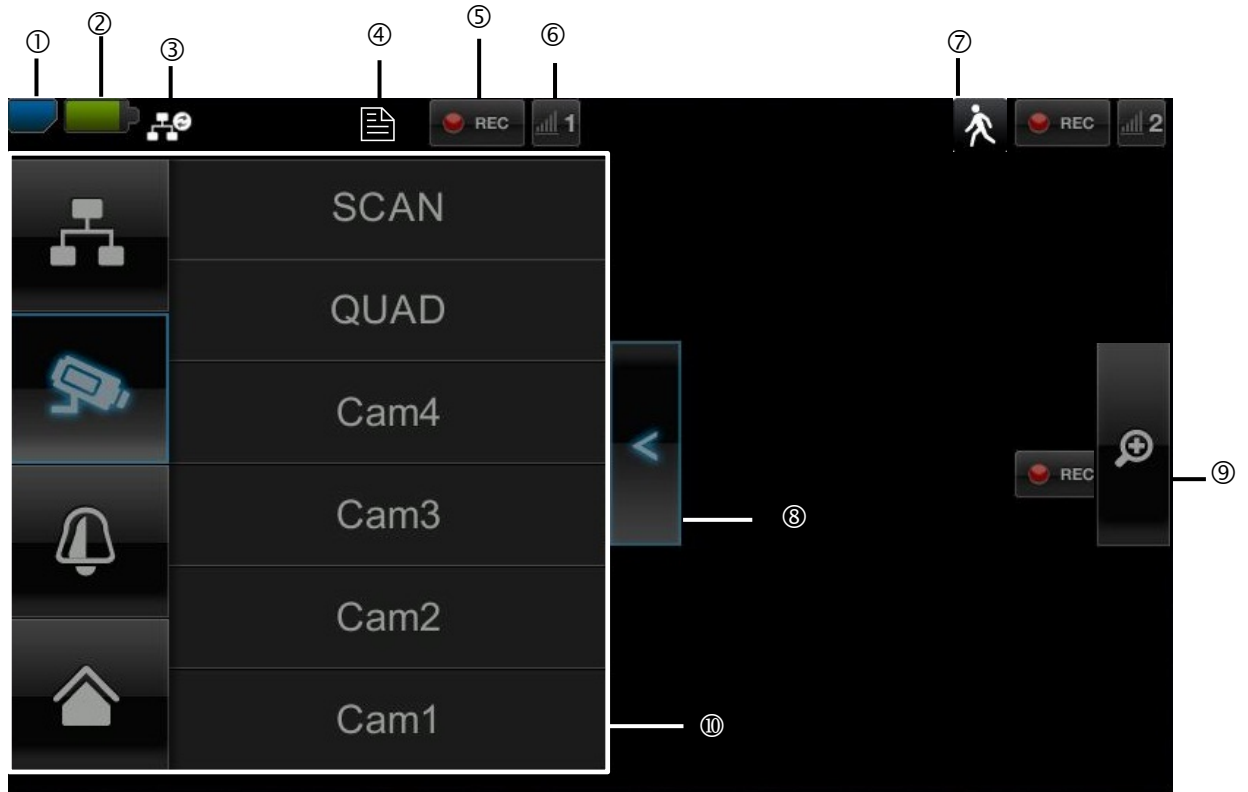 ① ② ③ ④ ⑤ ⑥ ⑦
REC 1 REC 2
SCAN
QUAD
Cam4
<
REC ⑨
Cam3
⑧
Cam2
Cam1 ⑩